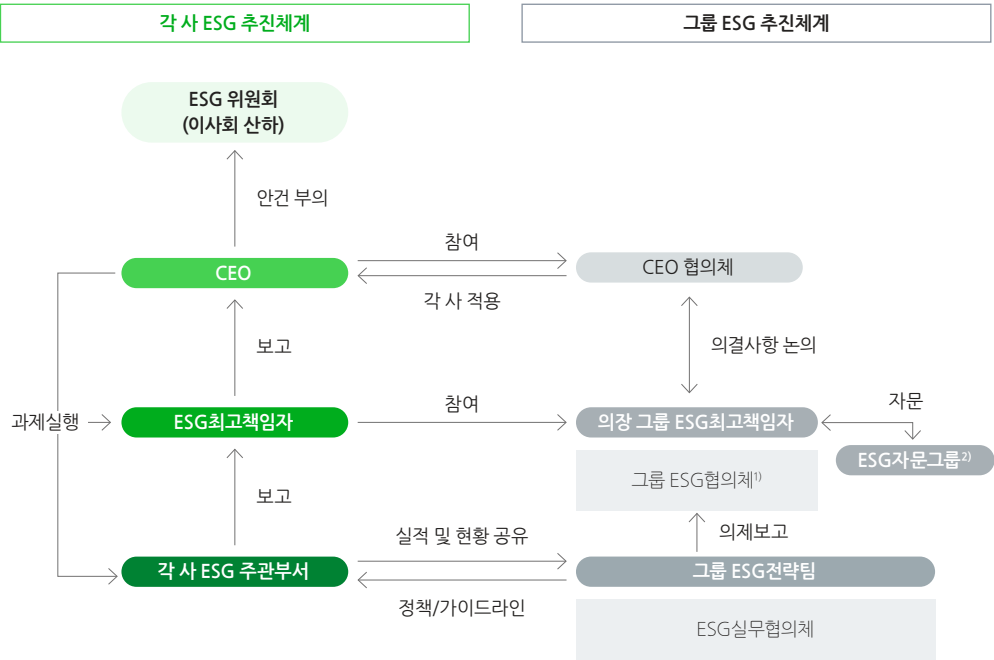 각 사 ESG 추진체계
그룹 ESG 추진체계
ESG 위원회
(이사회 산하)
안건 부의
참여
CEO
CEO 협의체
각 사 적용
보고
의결사항 논의
과제실행
ESG최고책임자
참여
의장 그룹 ESG최고책임자
자문
ESG자문그룹2)
그룹 ESG협의체1)
보고
실적 및 현황 공유
의제보고
각 사 ESG 주관부서
그룹 ESG전략팀
정책/가이드라인
ESG실무협의체